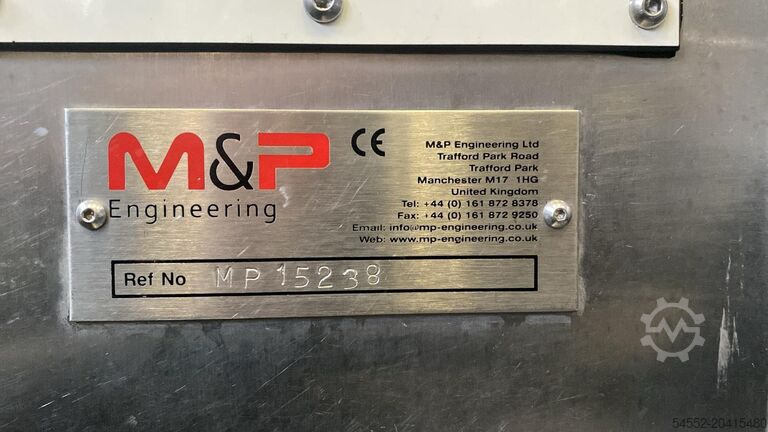 M&P
Engineering
CE
M&P Engineering Ltd
Trafford Park Road
Trafford Park
Manchester M17 1HG
United Kingdom
Tel: +44 (0) 161 872 8378
Fax: +44 (0) 161 872 9250
Email: info@mp-engineering.co.uk
Web: www.mp-engineering.co.uk
Ref No MP15238
54552-20415480